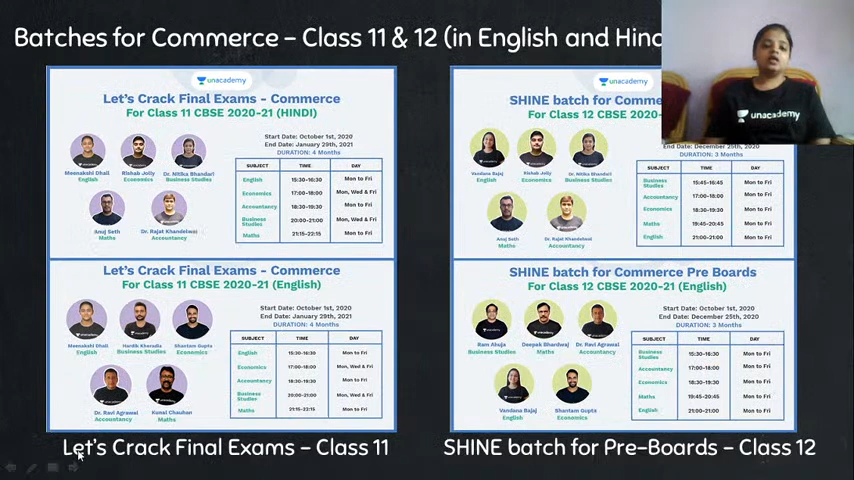 Batches for Commerce – Class 11 & 12 (in English and
unacademy
Let's Crack Final Exams - Commerce
For Class 11 CBSE 2020-21 (HINDI)
Meenakshi Dhali
English
Rishab Jolly
Economics
Dr. Nitika Bhandari
Business Studies
Anuj Seth
Maths
Dr. Rajat Khandelwal
Accountancy
Start Date: October 1st, 2020
End Date: January 29th, 2021
DURATION: 4 Months
SUBJECT TIME DAY
English 15:30-16:30 Mon to Fri
Economics 17:00-18:00 Mon, Wed & Fri
Accountancy 18:30-19:30 Mon to Fri
Business Studies 20:00-21:00 Mon, Wed & Fri
Maths 21:15-22:15 Mon to Fri
unacademy
SHINE batch for
For Class 12 CBSE
Vandana Bajaj
English
Rishab Jolly
Economics
Dr. Nitika Bhandari
Business Studies
Anuj Seth
Maths
Dr. Rajat Khandelwal
Accountancy
End Date: December 25th, 2020
DURATION: 3 Months
SUBJECT TIME DAY
Business Studies 15:45-16:45 Mon to Fri
Accountancy 17:00-18:00 Mon to Fri
Economics 18:30-19:30 Mon to Fri
Maths 19:45-20:45 Mon to Fri
English 21:00-22:00 Mon to Fri
unacademy
Let's Crack Final Exams - Commerce
For Class 11 CBSE 2020-21 (English)
Meenakshi Dhali
English
Hardik
Business Studies
Shantam Gupta
Economics
Dr. Ravi Agrawal
Accountancy
Kunal Chauhan
Maths
Start Date: October 1st, 2020
End Date: January 29th, 2021
DURATION: 4 Months
SUBJECT TIME DAY
English 15:30-16:30 Mon to Fri
Economics 17:00-18:00 Mon, Wed & Fri
Accountancy 18:30-19:30 Mon to Fri
Business Studies 20:00-21:00 Mon, Wed & Fri
Maths 21:15-22:15 Mon to Fri
SHINE batch for Commerce Pre Boards
For Class 12 CBSE 2020-21 (English)
Ram Ahuja
Business Studies
Deepak Bhardwaj
Maths
Dr. Ravi Agrawal
Accountancy
Vandana Bajaj
English
Shantam Gupta
Economics
Start Date: October 1st, 2020
End Date: December 25th, 2020
DURATION: 3 Months
SUBJECT TIME DAY
Business Studies 15:30-16:30 Mon to Fri
Accountancy 17:00-18:00 Mon to Fri
Economics 18:30-19:30 Mon to Fri
Maths 19:45-20:45 Mon to Fri
English 21:00-22:00 Mon to Fri
Let's Crack Final Exams – Class 11
SHINE batch for Pre-Boards – Class 12